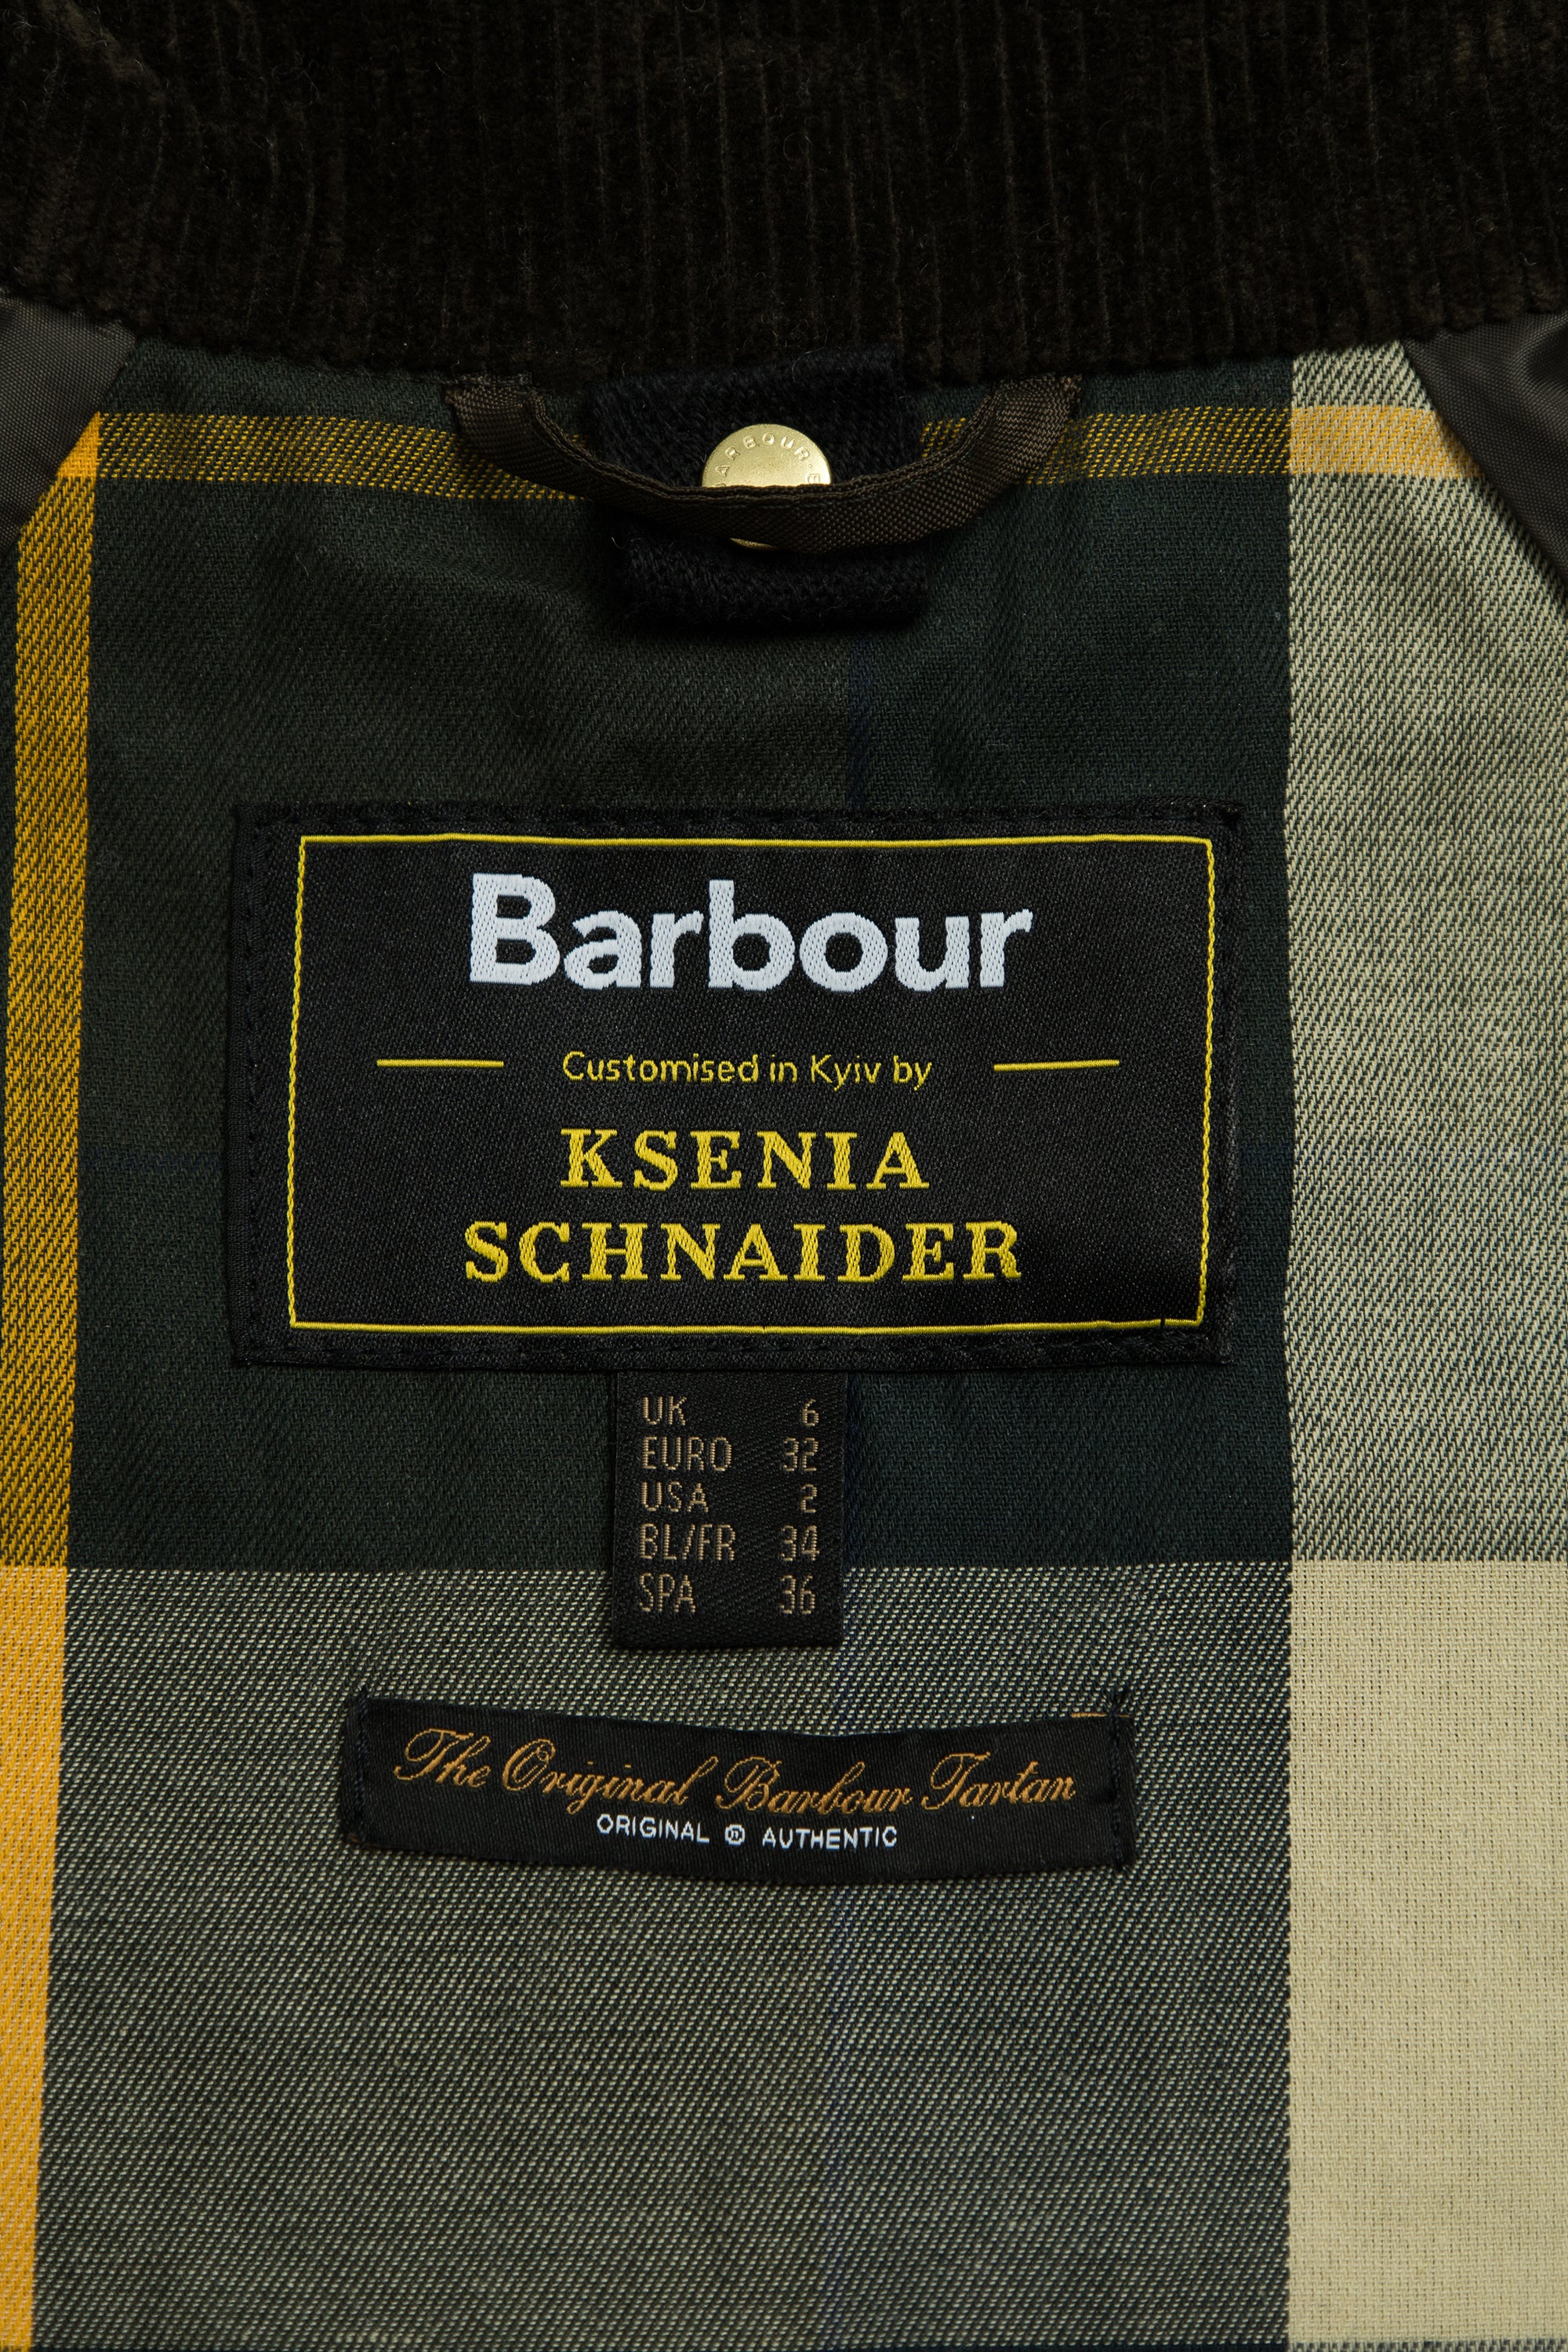 BARBOUR
Barbour
Customised in Kyiv by
KSENIA
SCHNAIDER
UK 6
EURO 32
USA 2
BL/FR 34
SPA 36
The Original Barbour Tartan
ORIGINAL ® AUTHENTIC